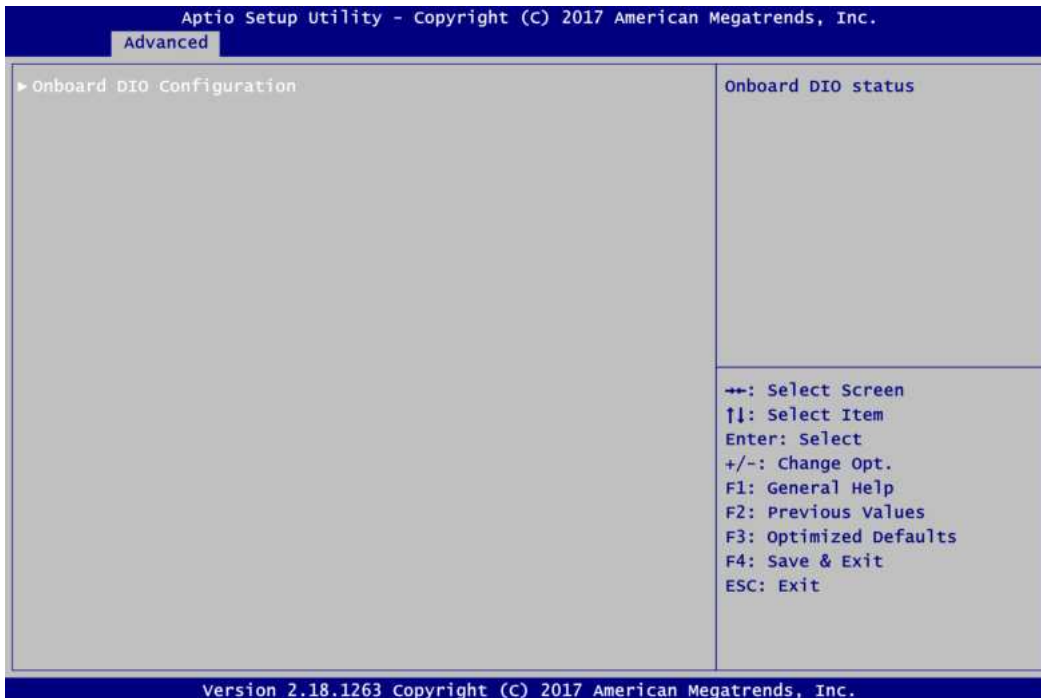 Aptio Setup Utility - Copyright (C) 2017 American Megatrends, Inc.
Advanced
►Onboard DIO Configuration
Onboard DIO status
→←: Select Screen
↑↓: Select Item
Enter: Select
+/-: Change Opt.
F1: General Help
F2: Previous Values
F3: Optimized Defaults
F4: Save & Exit
ESC: Exit
Version 2.18.1263 Copyright (C) 2017 American Megatrends, Inc.